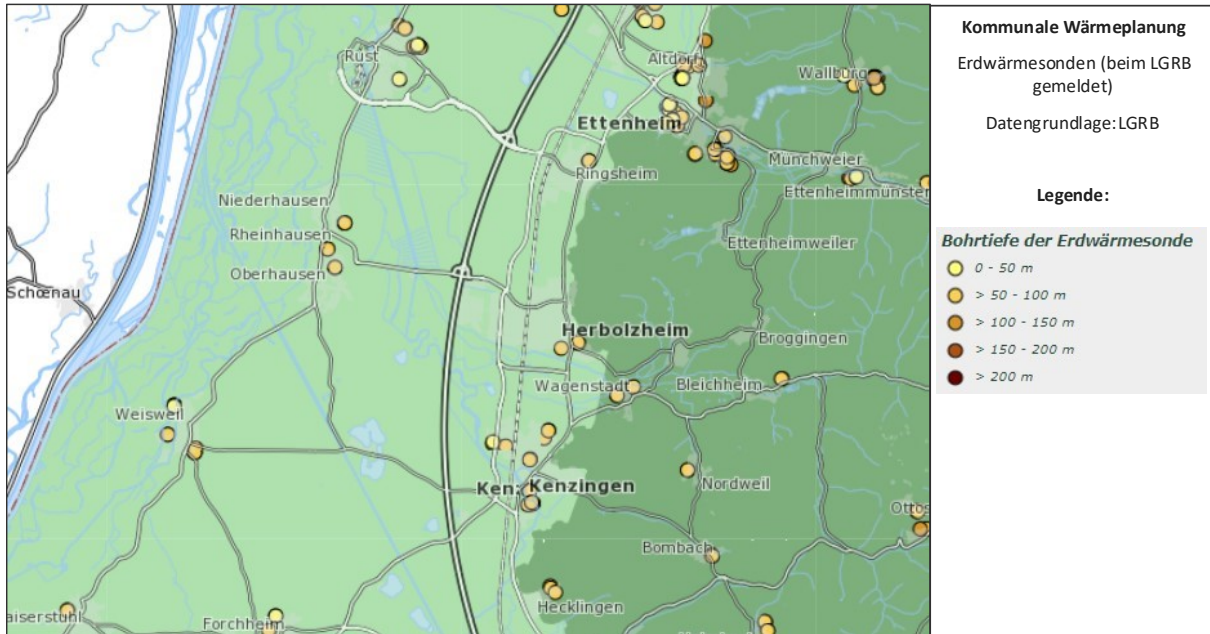 Kommunale Wärmeplanung
Erdwärmesonden (beim LGRB
gemeldet)
Datengrundlage:LGRB
Legende:
Bohrtiefe der Erdwärmesonde
0 - 50 m
> 50 - 100 m
> 100 - 150 m
> 150 - 200 m
> 200 m
Rust
Altdorf
Wallburg
Ettenheim
Münchweier
Ringsheim
Ettenheimmünster
Niederhausen
Rheinhausen
Ettenheimweiler
Oberhausen
Schœnau
Herbolzheim
Broggingen
Wagenstadt
Bleichheim
Weisweil
Ken:
Kenzingen
Nordweil
Bombach
Hecklingen
aiserstuhl
Forchheim